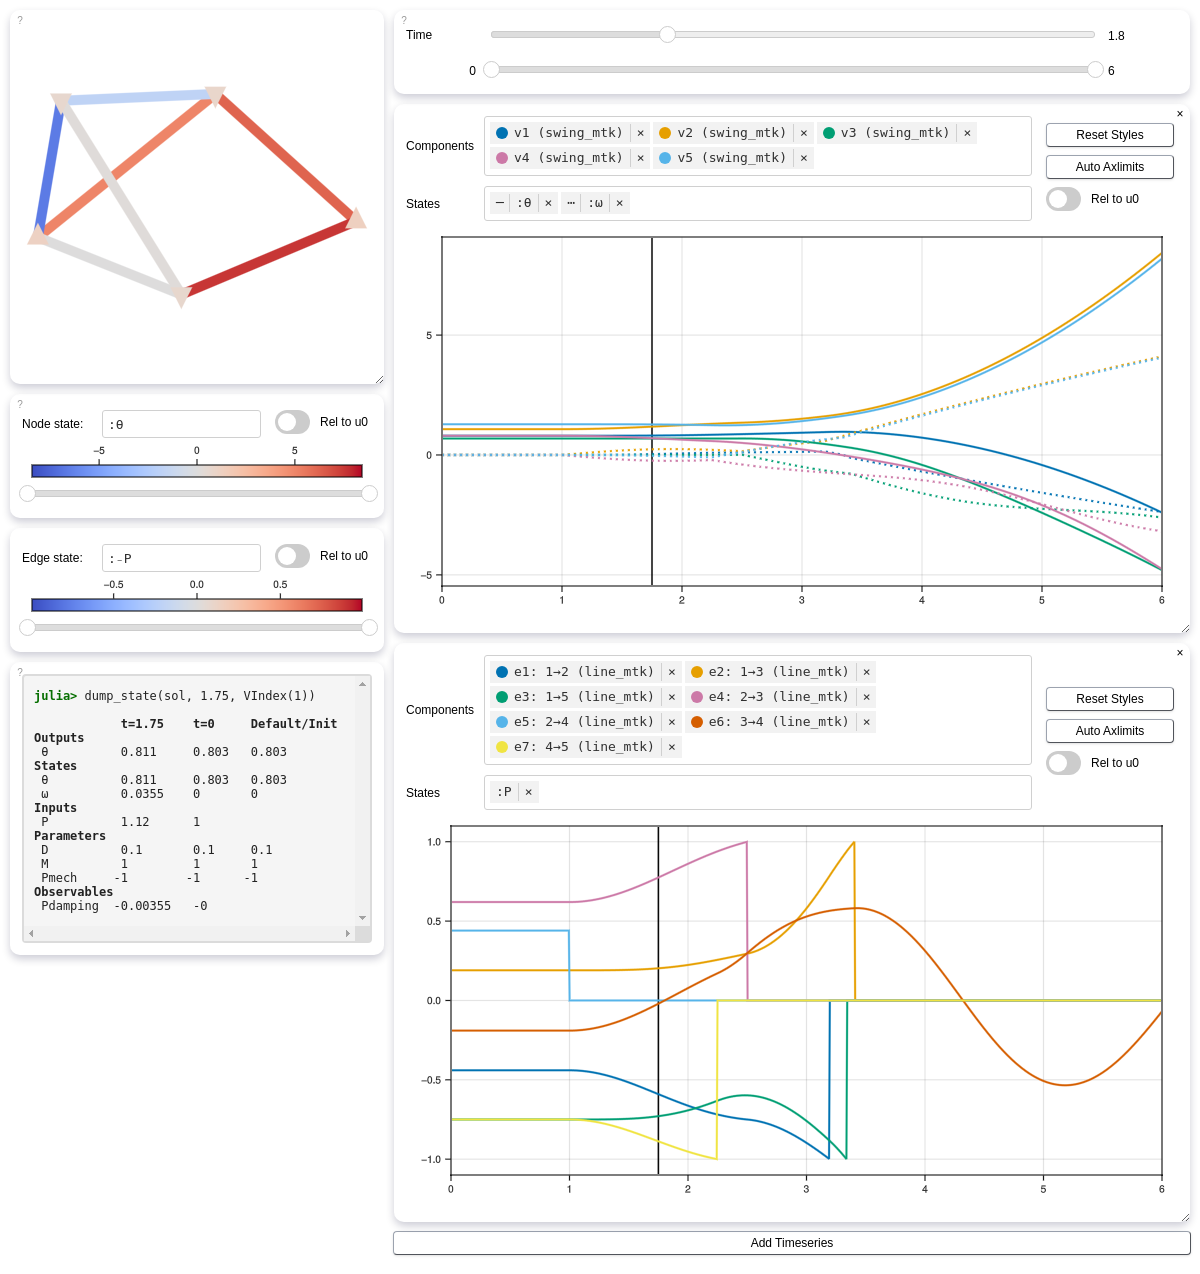 ?
Node state:
:θ
Rel to u0
−5
0
5
?
Edge state:
:₋P
Rel to u0
−0.5
0.0
0.5
?
julia> dump_state(sol, 1.75, VIndex(1))
t=1.75 t=0 Default/Init
Outputs
θ 0.811 0.803 0.803
States
θ 0.811 0.803 0.803
ω 0.0355 0 0
Inputs
P 1.12 1
Parameters
D 0.1 0.1 0.1
M 1 1 1
Pmech -1 -1 -1
Observables
Pdamping -0.00355 -0
?
Time 1.8
0 6
×
Components
v1 (swing_mtk) × v2 (swing_mtk) × v3 (swing_mtk) ×
v4 (swing_mtk) × v5 (swing_mtk) ×
Reset Styles
Auto Axlimits
Rel to u0
States
— :θ × ⋯ :ω ×
5
0
−5
0 1 2 3 4 5 6
×
Components
e1: 1→2 (line_mtk) × e2: 1→3 (line_mtk) ×
e3: 1→5 (line_mtk) × e4: 2→3 (line_mtk) ×
e5: 2→4 (line_mtk) × e6: 3→4 (line_mtk) ×
e7: 4→5 (line_mtk) ×
Reset Styles
Auto Axlimits
Rel to u0
States
:P ×
1.0
0.5
0.0
−0.5
−1.0
0 1 2 3 4 5 6
Add Timeseries